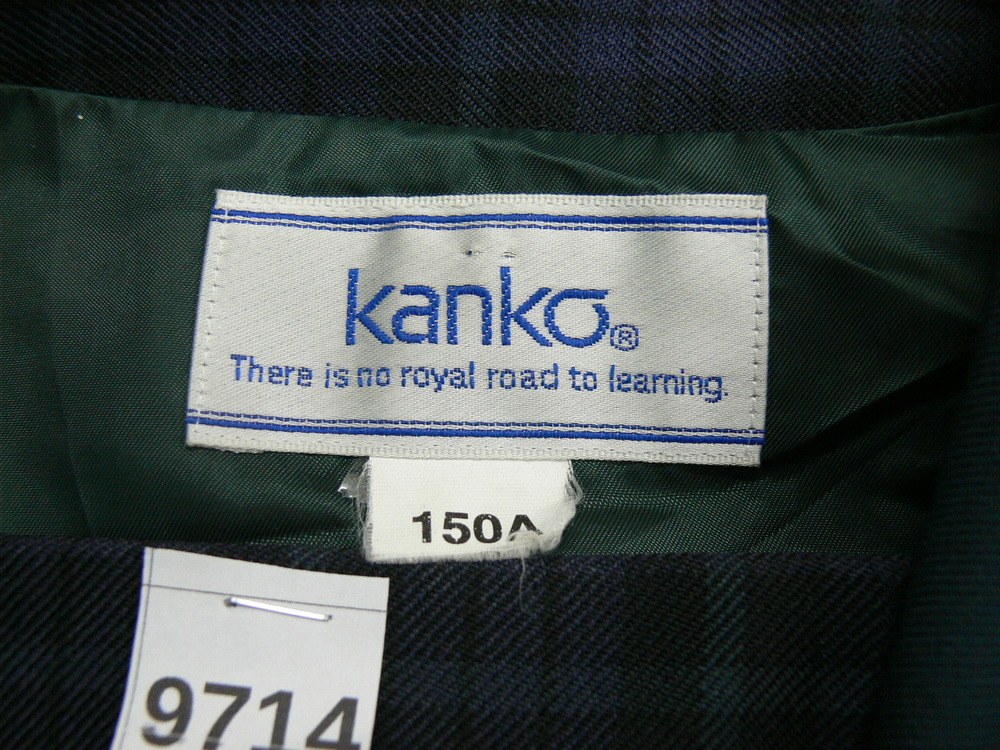 kanko®
There is no royal road to learning.
150A
9714